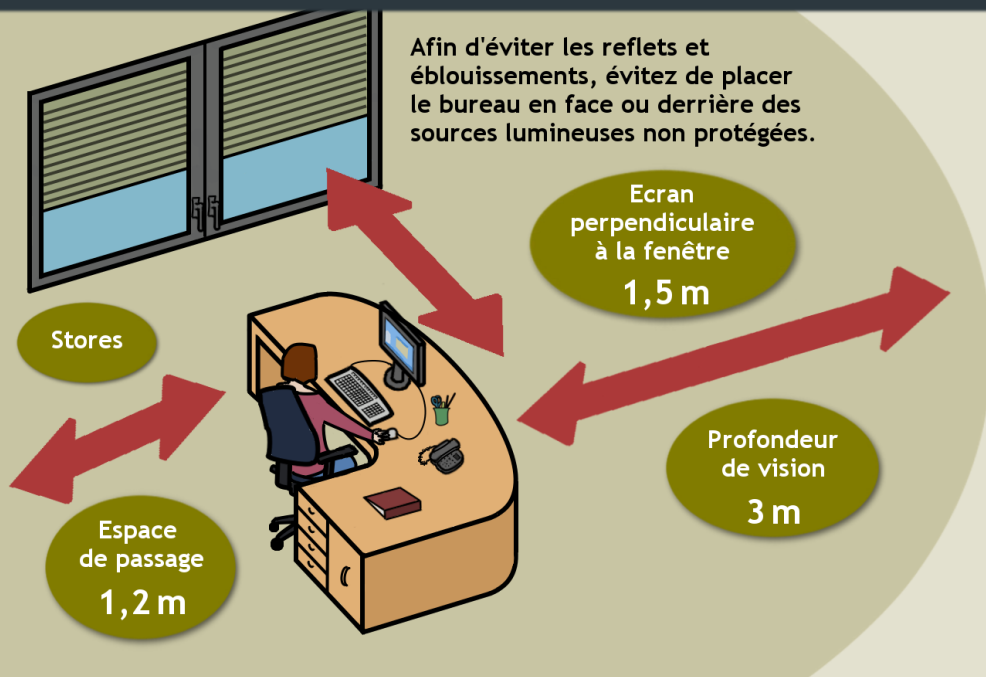 Afin d'éviter les reflets et
éblouissements, évitez de placer
le bureau en face ou derrière des
sources lumineuses non protégées.
Ecran
perpendiculaire
à la fenêtre
1,5 m
Stores
Profondeur
de vision
3 m
Espace
de passage
1,2 m